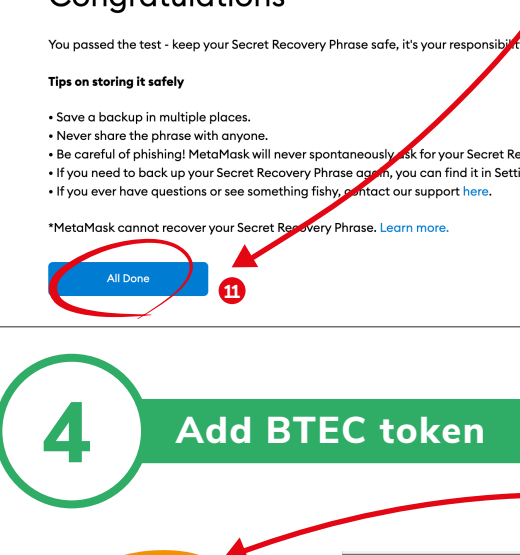 Congratulations
You passed the test - keep your Secret Recovery Phrase safe, it's your responsibility
Tips on storing it safely
• Save a backup in multiple places.
• Never share the phrase with anyone.
• Be careful of phishing! MetaMask will never spontaneously ask for your Secret Re
• If you need to back up your Secret Recovery Phrase again, you can find it in Setti
• If you ever have questions or see something fishy, contact our support here.
*MetaMask cannot recover your Secret Recovery Phrase. Learn more.
All Done
11
4
Add BTEC token